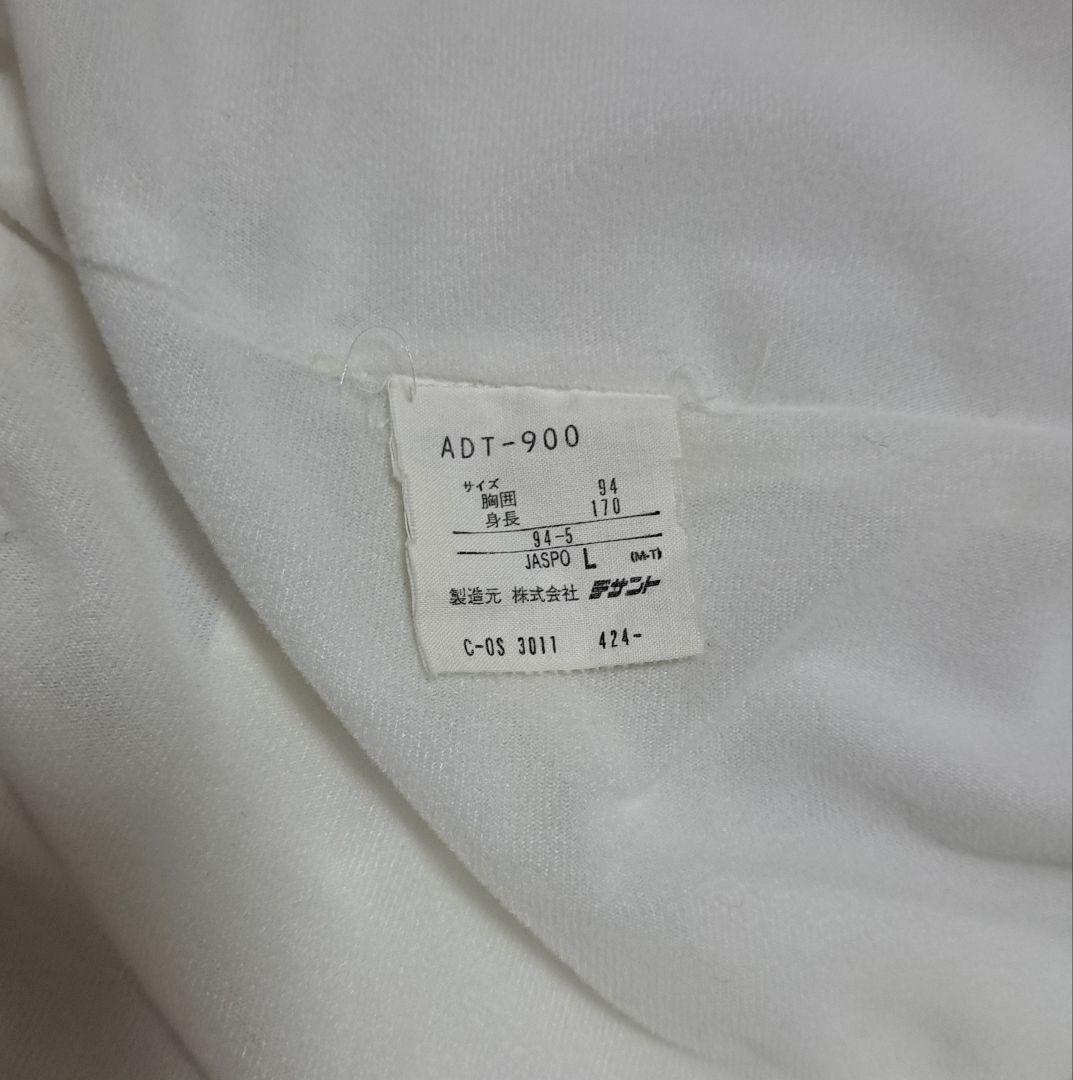 ADT-900
サイズ
胸囲 94
身長 170
94-5
JASPO L (M-T)
製造元 株式会社 デサント
C-OS 3011 424-